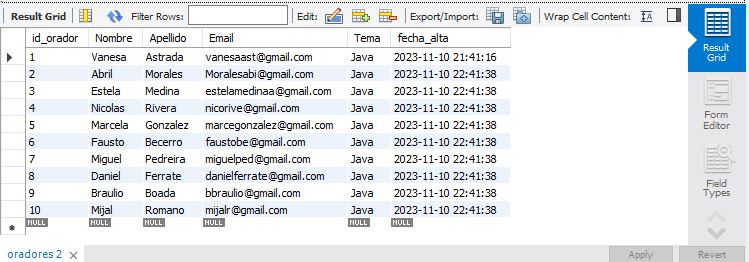 Result Grid Filter Rows: Edit: Export/Import: Wrap Cell Content: IA
id_orador Nombre Apellido Email Tema fecha_alta
1 Vanesa Astrada vanesaast@gmail.com Java 2023-11-10 21:41:16
2 Abril Morales Moralesabi@gmail.com Java 2023-11-10 22:41:38
3 Estela Medina estelamedinaa@gmail.com Java 2023-11-10 22:41:38
4 Nicolas Rivera nicorive@gmail.com Java 2023-11-10 22:41:38
5 Marcela Gonzalez marcegonzalez@gmail.com Java 2023-11-10 22:41:38
6 Fausto Becerro faustobe@gmail.com Java 2023-11-10 22:41:38
7 Miguel Pedreira miguelped@gmail.com Java 2023-11-10 22:41:38
8 Daniel Ferrate danielferrate@gmail.com Java 2023-11-10 22:41:38
9 Braulio Boada bbraulio@gmail.com Java 2023-11-10 22:41:38
10 Mijal Romano mijalr@gmail.com Java 2023-11-10 22:41:38
NULL NULL NULL NULL NULL NULL
Result
Grid
Form
Editor
Field
Types
oradores 2 Apply Revert